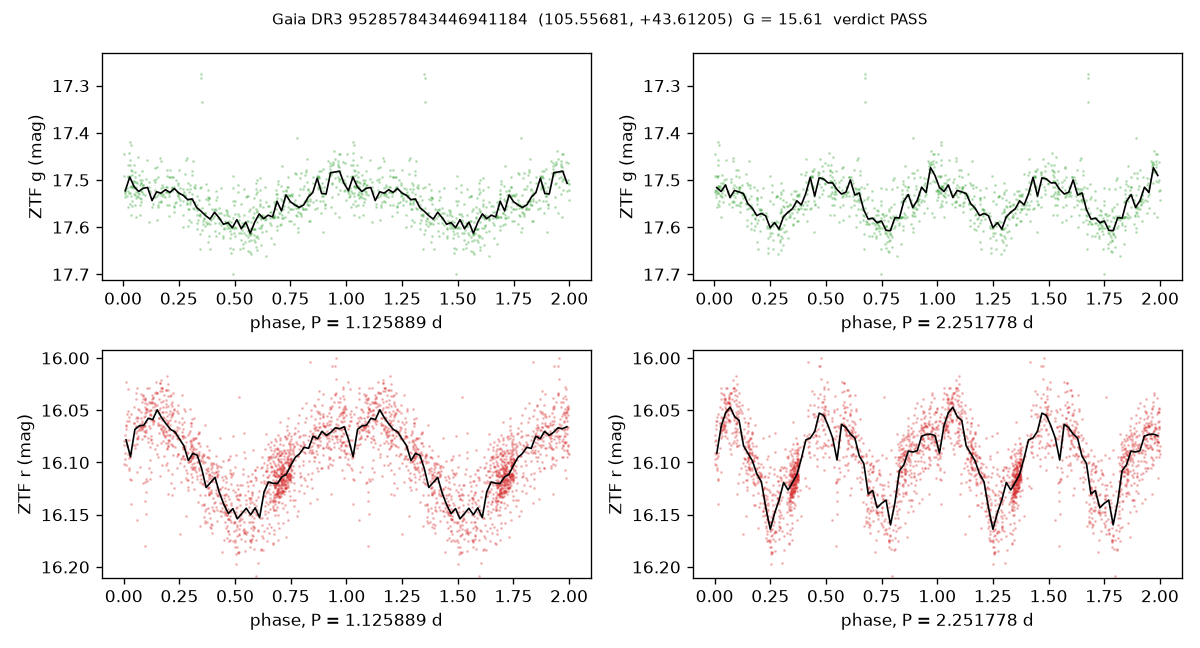 Gaia DR3 952857843446941184 (105.55681, +43.61205) G = 15.61 verdict PASS
ZTF g (mag)
17.3
17.4
17.5
17.6
17.7
0.00 0.25 0.50 0.75 1.00 1.25 1.50 1.75 2.00
phase, P = 1.125889 d
ZTF g (mag)
17.3
17.4
17.5
17.6
17.7
0.00 0.25 0.50 0.75 1.00 1.25 1.50 1.75 2.00
phase, P = 2.251778 d
ZTF r (mag)
16.00
16.05
16.10
16.15
16.20
0.00 0.25 0.50 0.75 1.00 1.25 1.50 1.75 2.00
phase, P = 1.125889 d
ZTF r (mag)
16.00
16.05
16.10
16.15
16.20
0.00 0.25 0.50 0.75 1.00 1.25 1.50 1.75 2.00
phase, P = 2.251778 d